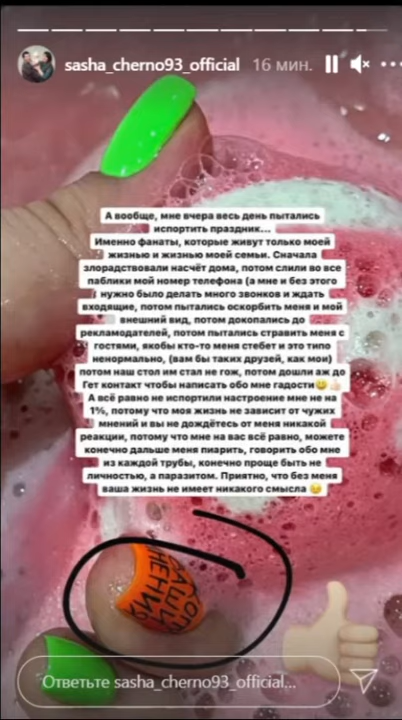 sasha_cherno93_official 16 мин.
А вообще, мне вчера весь день пытались
испортить праздник...
Именно фанаты, которые живут только моей
жизнью и жизнью моей семьи. Сначала
злорадствовали насчёт дома, потом слили во все
паблики мой номер телефона (а мне и без этого
нужно было делать много звонков и ждать
входящие, потом пытались оскорбить меня и мой
внешний вид, потом докопались до
рекламодателей, потом пытались стравить меня с
гостями, якобы кто-то меня стебет и это типо
ненормально, (вам бы таких друзей, как мои)
потом наш стол им стал не гож, потом дошли аж до
Гет контакт чтобы написать обо мне гадости😄👍🏻
А всё равно не испортили настроение мне не на
1%, потому что моя жизнь не зависит от чужих
мнений и вы не дождётесь от меня никакой
реакции, потому что мне на вас всё равно, можете
конечно дальше меня пиарить, говорить обо мне
из каждой трубы, конечно проще быть не
личностью, а паразитом. Приятно, что без меня
ваша жизнь не имеет никакого смысла 😉
ВАШИ
МНЕНИЯ
Ответьте sasha_cherno93_official...